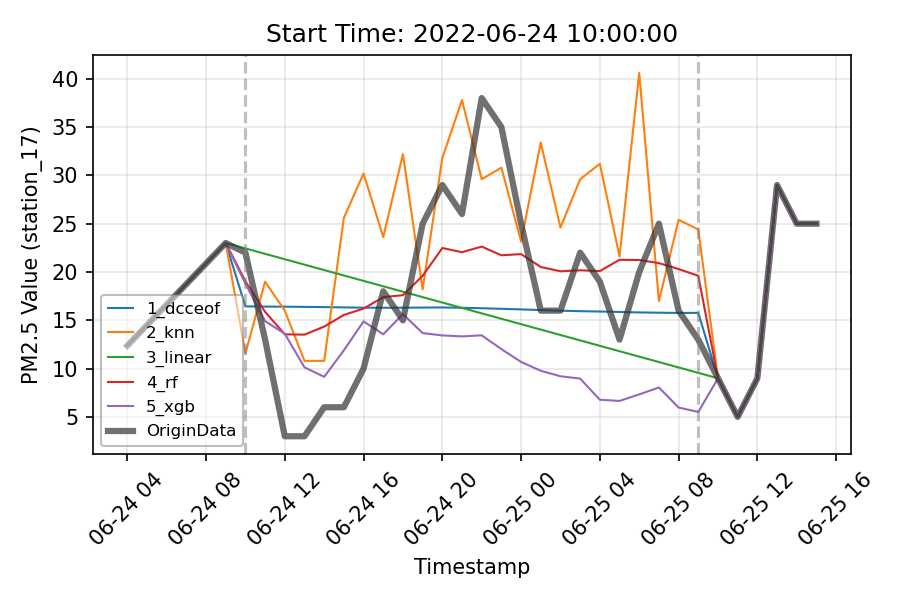 Start Time: 2022-06-24 10:00:00
PM2.5 Value (station_17)
40
35
30
25
20
15
10
5
1_dcceof
2_knn
3_linear
4_rf
5_xgb
OriginData
06-24 04
06-24 08
06-24 12
06-24 16
06-24 20
06-25 00
06-25 04
06-25 08
06-25 12
06-25 16
Timestamp